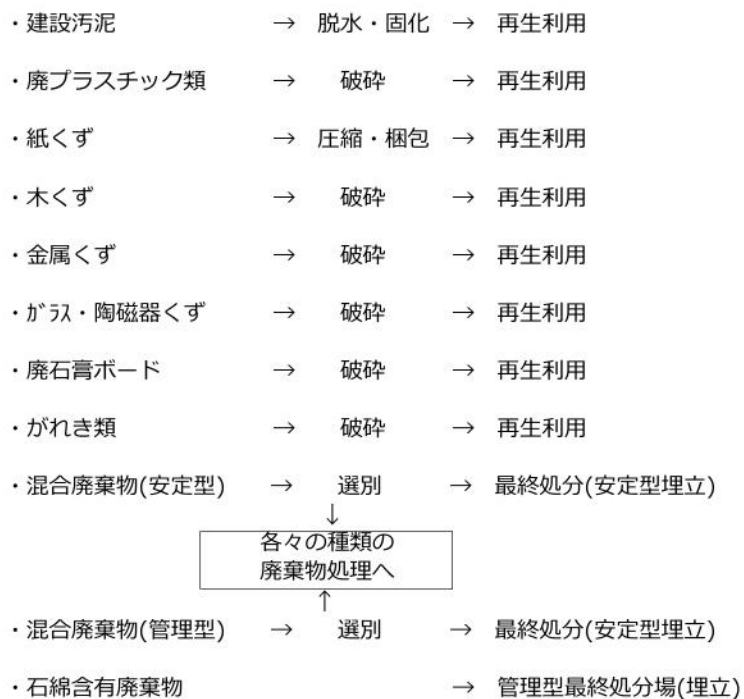 ・建設汚泥 → 脱水・固化 → 再生利用
・廃プラスチック類 → 破砕 → 再生利用
・紙くず → 圧縮・梱包 → 再生利用
・木くず → 破砕 → 再生利用
・金属くず → 破砕 → 再生利用
・ｶﾞﾗｽ・陶磁器くず → 破砕 → 再生利用
・廃石膏ボード → 破砕 → 再生利用
・がれき類 → 破砕 → 再生利用
・混合廃棄物(安定型) → 選別 → 最終処分(安定型埋立)
↓
各々の種類の
廃棄物処理へ
↑
・混合廃棄物(管理型) → 選別 → 最終処分(安定型埋立)
・石綿含有廃棄物 → 管理型最終処分場(埋立)